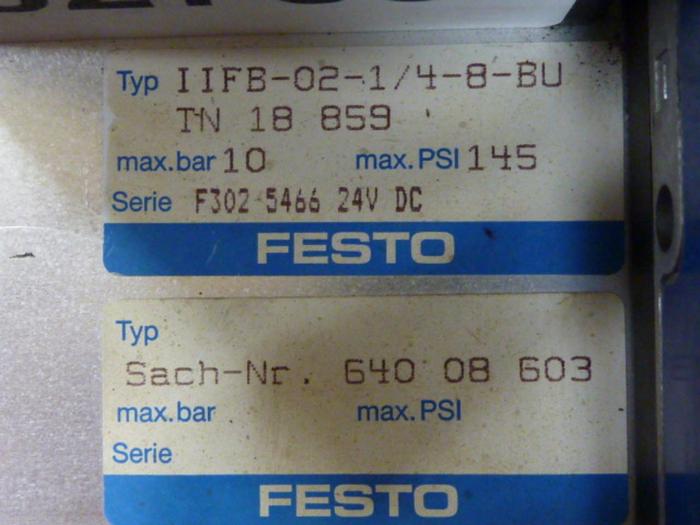 Typ IIFB-02-1/4-8-BU
TN 18 859
max.bar 10 max.PSI 145
Serie F302 5466 24V DC
FESTO
Typ
Sach-Nr. 640 08 603
max.bar max.PSI
Serie
FESTO